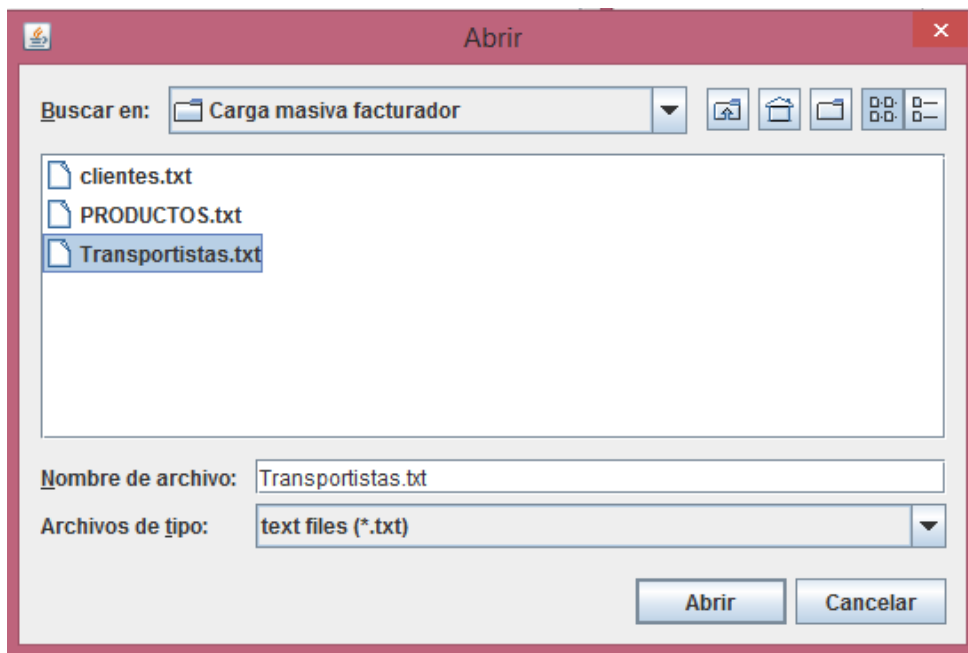 Abrir
Buscar en: Carga masiva facturador
clientes.txt
PRODUCTOS.txt
Transportistas.txt
Nombre de archivo: Transportistas.txt
Archivos de tipo: text files (*.txt)
Abrir Cancelar